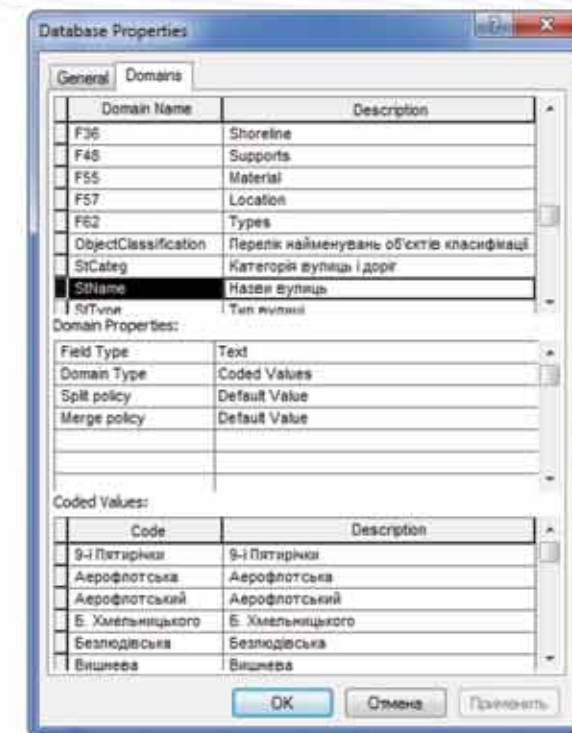 Database Properties
General Domains
Domain Name Description
F36 Shoreline
F48 Supports
F55 Material
F57 Location
F62 Types
ObjectClassification Перелік найменувань об'єктів класифікації
StCateg Категорія вулиць і доріг
StName Назви вулиць
StType Тип вулиці
Domain Properties:
Field Type Text
Domain Type Coded Values
Split policy Default Value
Merge policy Default Value
Coded Values:
Code Description
9-і Пятирічки 9-і Пятирічки
Аерофлотська Аерофлотська
Аерофлотський Аерофлотський
Б. Хмельницького Б. Хмельницького
Безлюдівська Безлюдівська
Вишнева Вишнева
OK Отмена Применить